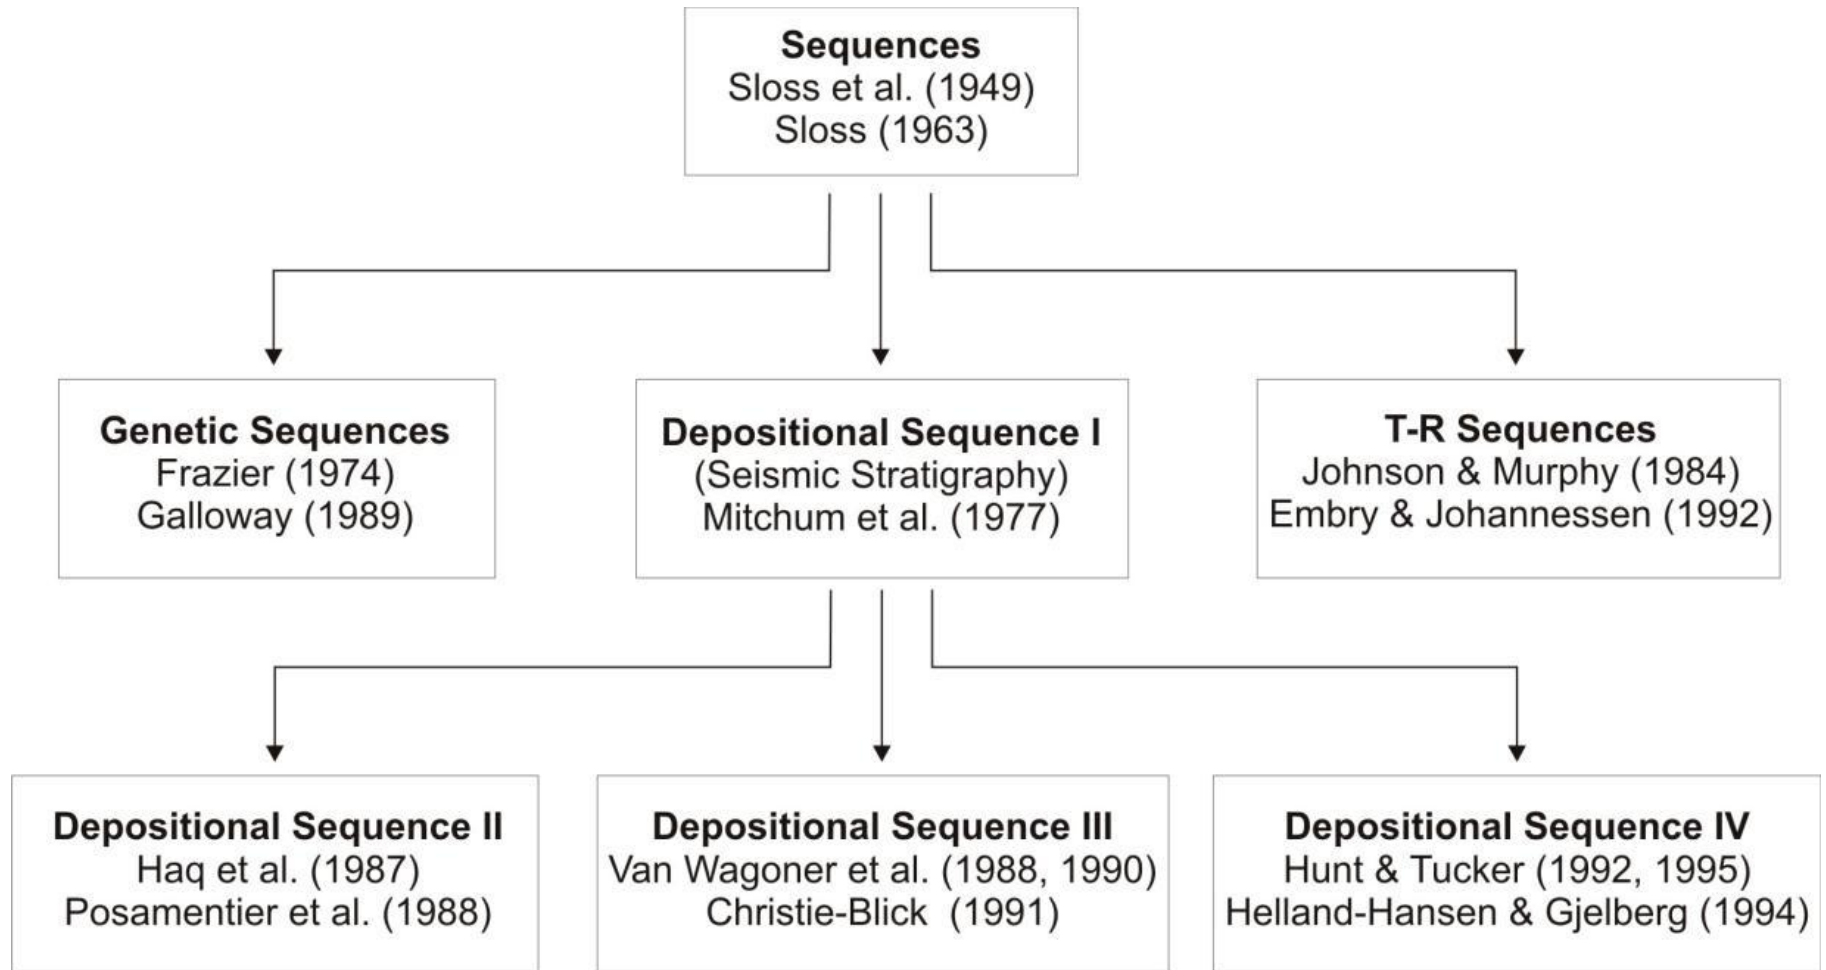 Sequences
Sloss et al. (1949)
Sloss (1963)
Genetic Sequences
Frazier (1974)
Galloway (1989)
Depositional Sequence I
(Seismic Stratigraphy)
Mitchum et al. (1977)
T-R Sequences
Johnson & Murphy (1984)
Embry & Johannessen (1992)
Depositional Sequence II
Haq et al. (1987)
Posamentier et al. (1988)
Depositional Sequence III
Van Wagoner et al. (1988, 1990)
Christie-Blick (1991)
Depositional Sequence IV
Hunt & Tucker (1992, 1995)
Helland-Hansen & Gjelberg (1994)